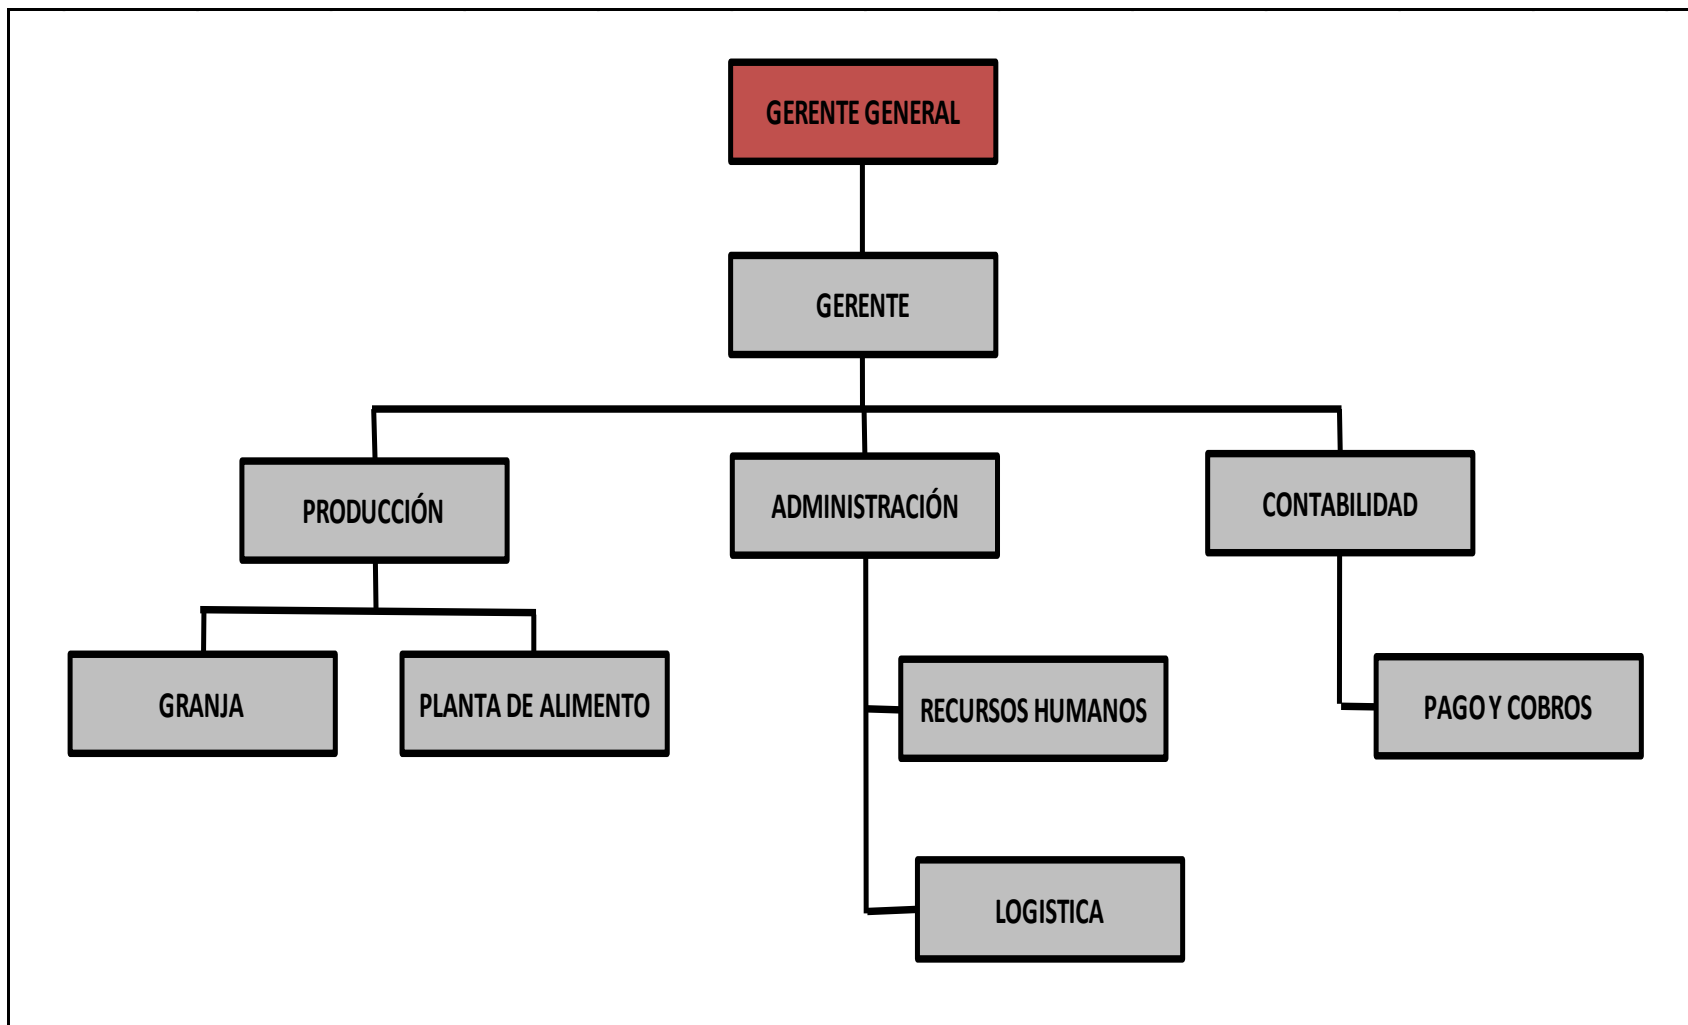 GERENTE GENERAL
GERENTE
PRODUCCIÓN
ADMINISTRACIÓN
CONTABILIDAD
GRANJA
PLANTA DE ALIMENTO
RECURSOS HUMANOS
PAGO Y COBROS
LOGISTICA